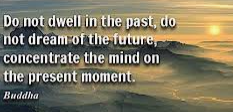 Do not dwell in the past, do
not dream of the future,
concentrate the mind on
the present moment.
Buddha